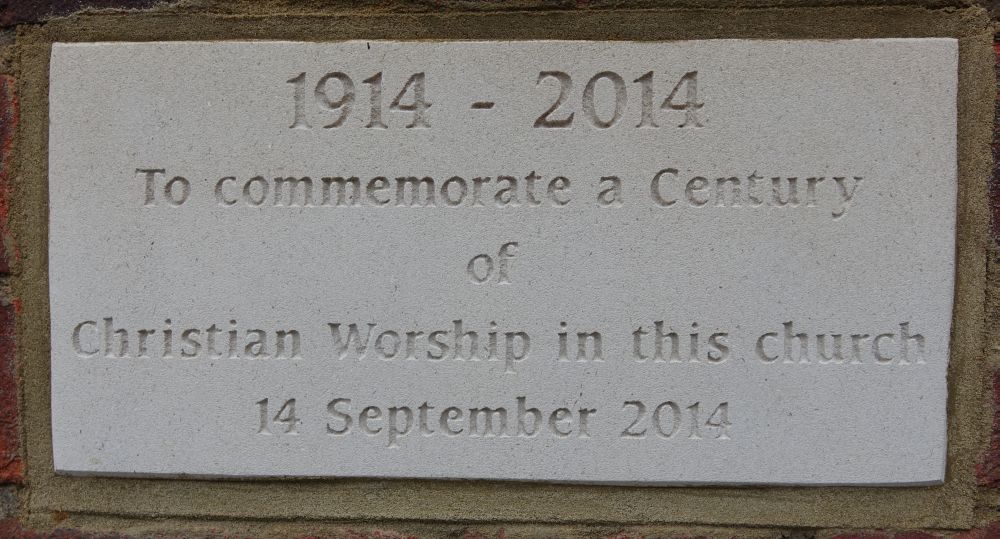 1914 - 2014
To commemorate a Century
of
Christian Worship in this church
14 September 2014